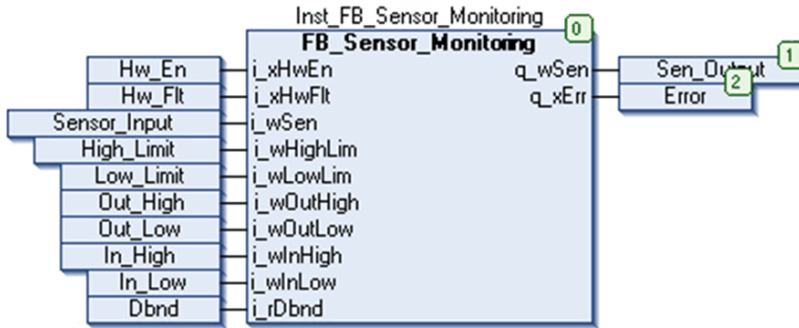 Inst_FB_Sensor_Monitoring
0
FB_Sensor_Monitoring
1
Hw_En i_xHwEn q_wSen Sen_Output
2
Hw_Flt i_xHwFlt q_xErr Error
Sensor_Input i_wSen
High_Limit i_wHighLim
Low_Limit i_wLowLim
Out_High i_wOutHigh
Out_Low i_wOutLow
In_High i_wInHigh
In_Low i_wInLow
Dbnd i_rDbnd